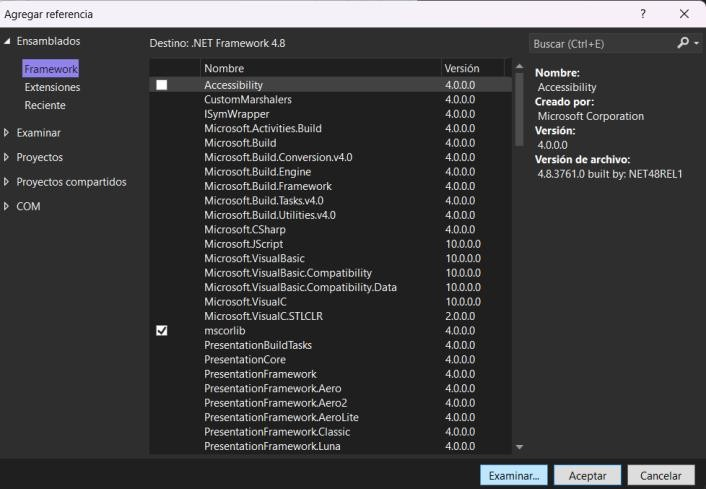 Agregar referencia
? ×
Ensamblados
Framework
Extensiones
Reciente
Examinar
Proyectos
Proyectos compartidos
COM
Destino: .NET Framework 4.8
Buscar (Ctrl+E)
Nombre Versión
Accessibility 4.0.0.0
CustomMarshalers 4.0.0.0
ISymWrapper 4.0.0.0
Microsoft.Activities.Build 4.0.0.0
Microsoft.Build 4.0.0.0
Microsoft.Build.Conversion.v4.0 4.0.0.0
Microsoft.Build.Engine 4.0.0.0
Microsoft.Build.Framework 4.0.0.0
Microsoft.Build.Tasks.v4.0 4.0.0.0
Microsoft.Build.Utilities.v4.0 4.0.0.0
Microsoft.CSharp 4.0.0.0
Microsoft.JScript 10.0.0.0
Microsoft.VisualBasic 10.0.0.0
Microsoft.VisualBasic.Compatibility 10.0.0.0
Microsoft.VisualBasic.Compatibility.Data 10.0.0.0
Microsoft.VisualC 10.0.0.0
Microsoft.VisualC.STLCLR 2.0.0.0
mscorlib 4.0.0.0
PresentationBuildTasks 4.0.0.0
PresentationCore 4.0.0.0
PresentationFramework 4.0.0.0
PresentationFramework.Aero 4.0.0.0
PresentationFramework.Aero2 4.0.0.0
PresentationFramework.AeroLite 4.0.0.0
PresentationFramework.Classic 4.0.0.0
PresentationFramework.Luna 4.0.0.0
Nombre:
Accessibility
Creado por:
Microsoft Corporation
Versión:
4.0.0.0
Versión de archivo:
4.8.3761.0 built by: NET48REL1
Examinar... Aceptar Cancelar